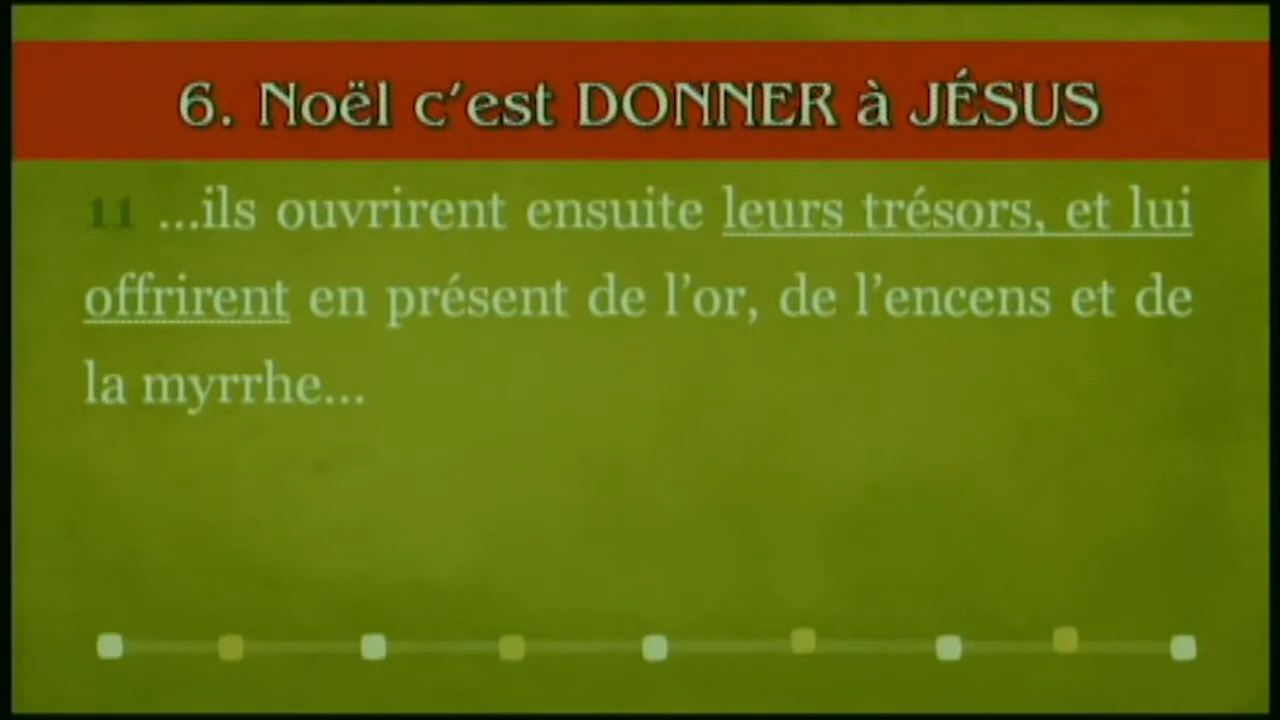 6. Noël c’est DONNER à JÉSUS
11 ...ils ouvrirent ensuite leurs trésors, et lui
offrirent en présent de l’or, de l’encens et de
la myrrhe...